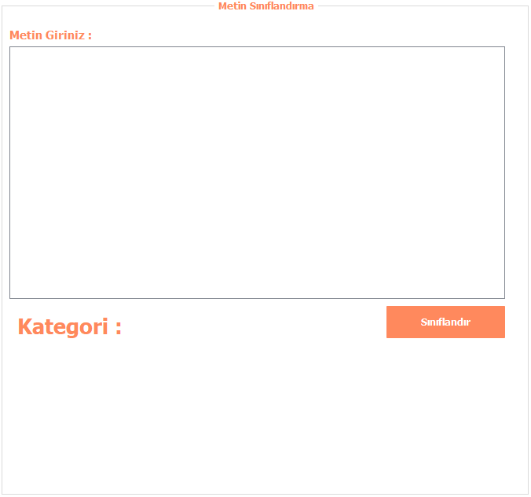 Metin Sınıflandırma
Metin Giriniz :
Kategori :
Sınıflandır